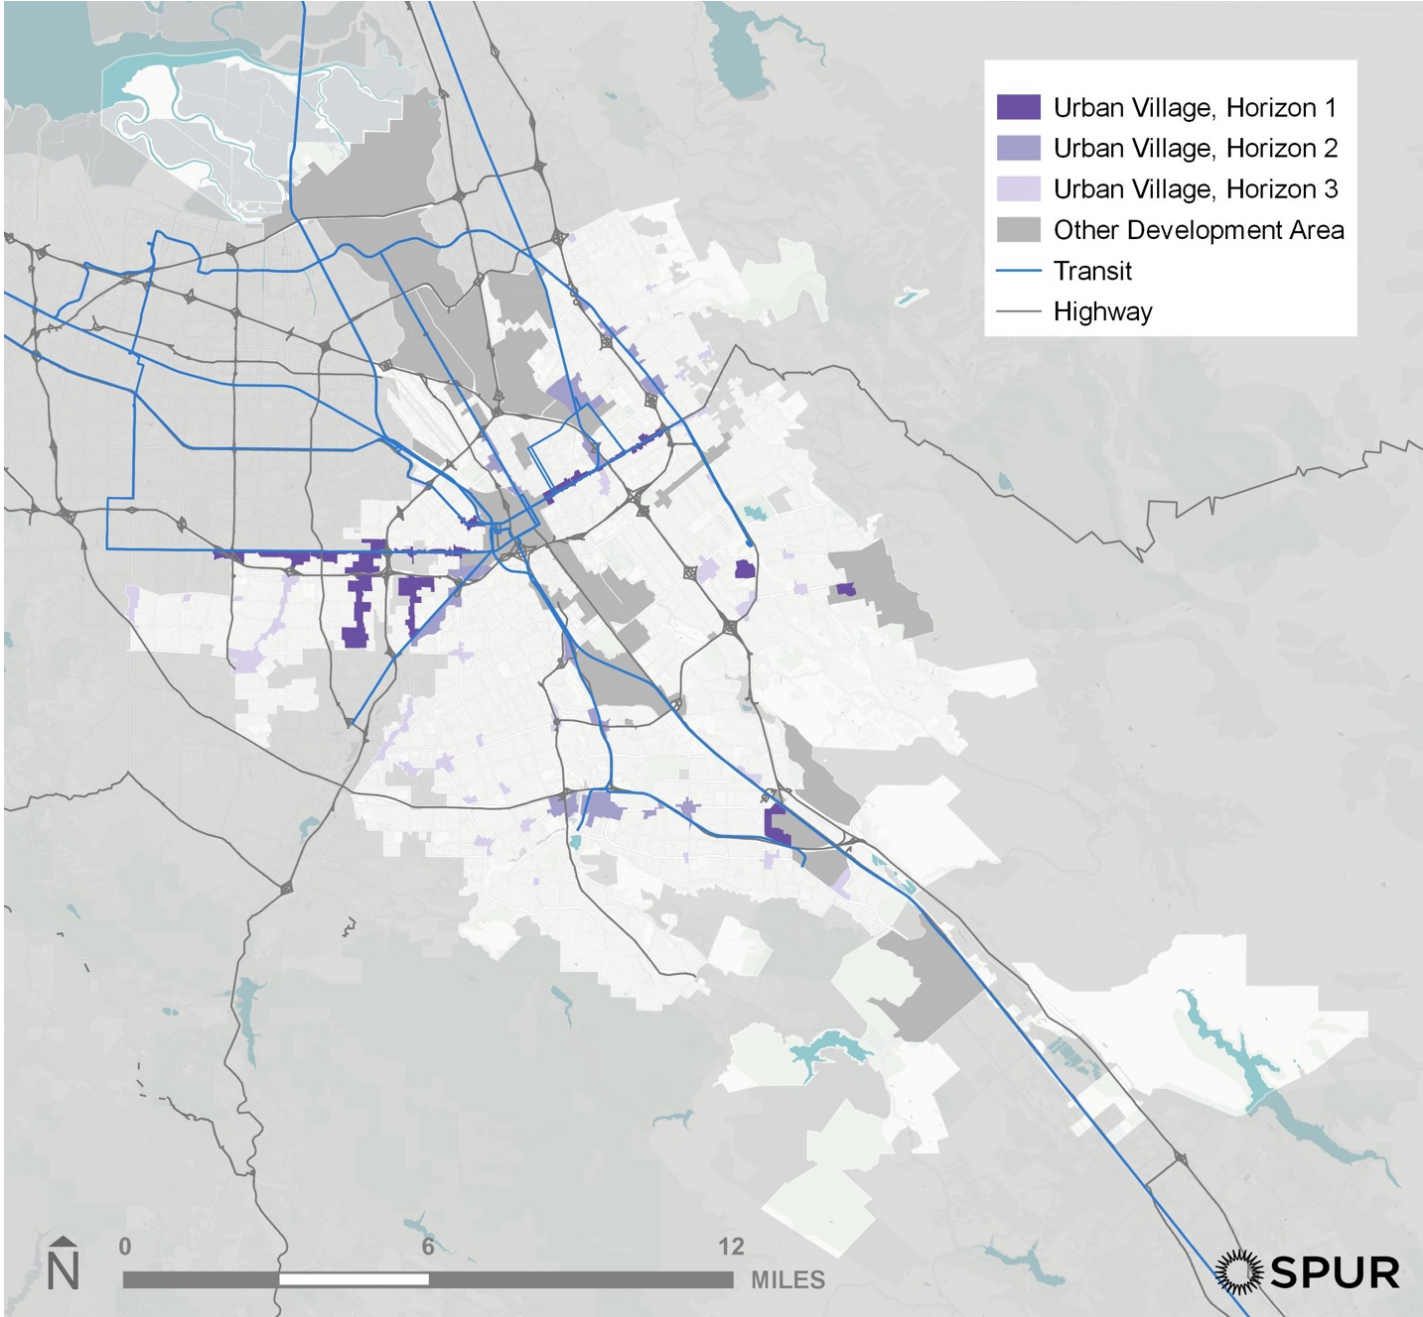 Urban Village, Horizon 1
Urban Village, Horizon 2
Urban Village, Horizon 3
Other Development Area
Transit
Highway
N
0 6 12
MILES
SPUR